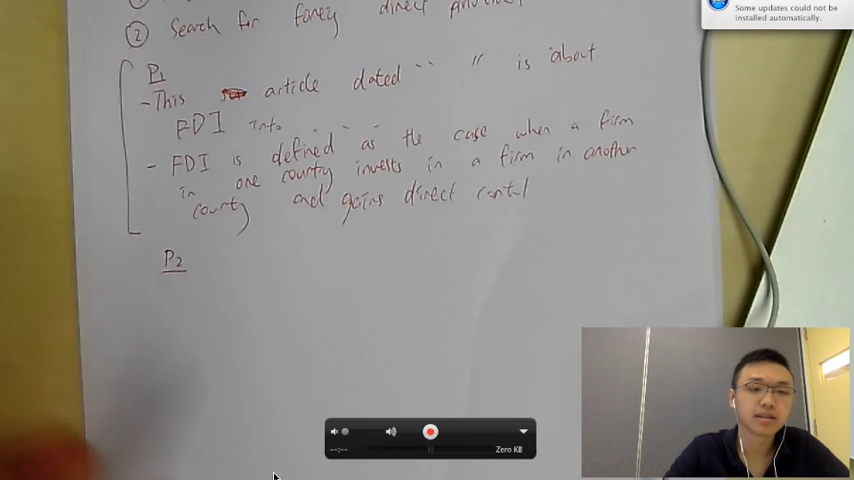 ② Search for foreign direct
Some updates could not be
installed automatically.
P1
- This article dated " " is about
FDI into " "
- FDI is defined as the case when a firm
in one country invests in a firm in another
country and gains direct control
P2
--:--
Zero KB